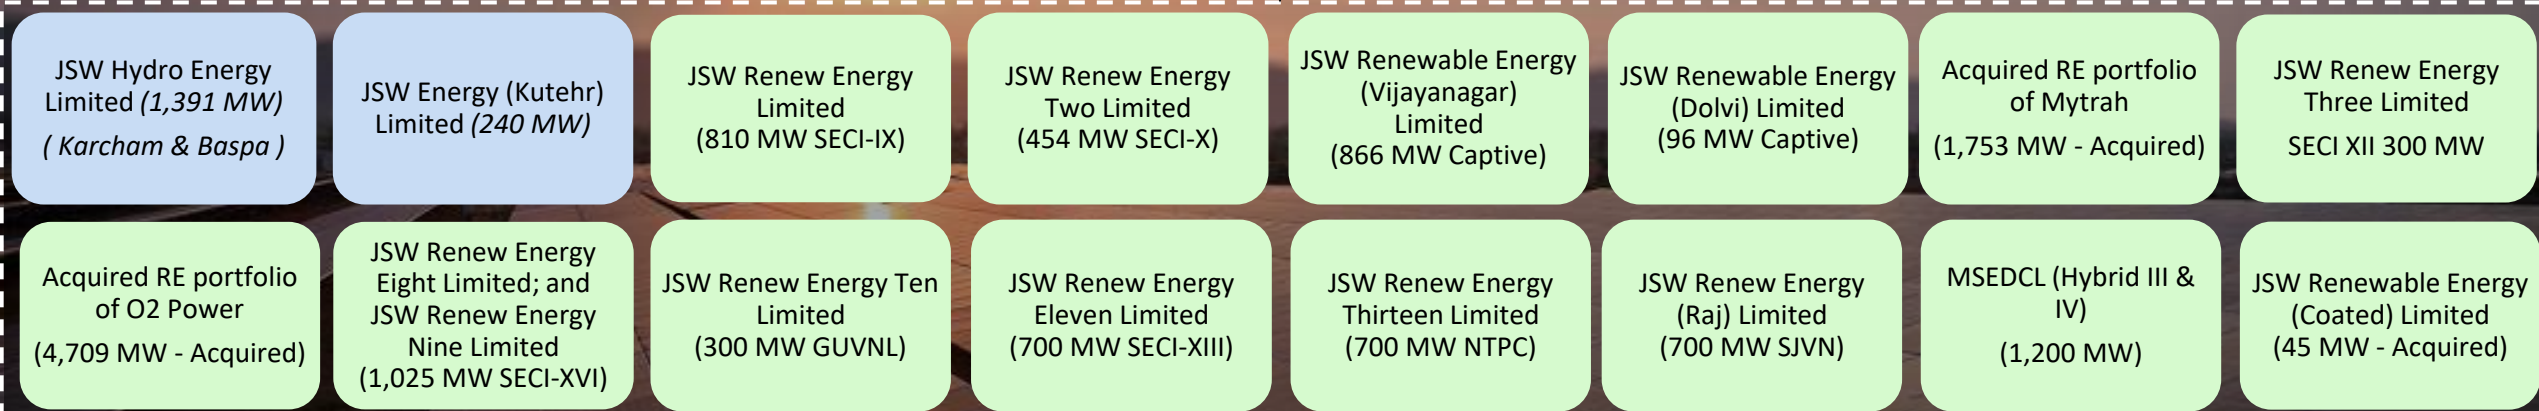 JSW Hydro Energy
Limited (1,391 MW)
( Karcham & Baspa )
JSW Energy (Kutehr)
Limited (240 MW)
JSW Renew Energy
Limited
(810 MW SECI-IX)
JSW Renew Energy
Two Limited
(454 MW SECI-X)
JSW Renewable Energy
(Vijayanagar)
Limited
(866 MW Captive)
JSW Renewable Energy
(Dolvi) Limited
(96 MW Captive)
Acquired RE portfolio
of Mytrah
(1,753 MW - Acquired)
JSW Renew Energy
Three Limited
SECI XII 300 MW
Acquired RE portfolio
of O2 Power
(4,709 MW - Acquired)
JSW Renew Energy
Eight Limited; and
JSW Renew Energy
Nine Limited
(1,025 MW SECI-XVI)
JSW Renew Energy Ten
Limited
(300 MW GUVNL)
JSW Renew Energy
Eleven Limited
(700 MW SECI-XIII)
JSW Renew Energy
Thirteen Limited
(700 MW NTPC)
JSW Renew Energy
(Raj) Limited
(700 MW SJVN)
MSEDCL (Hybrid III &
IV)
(1,200 MW)
JSW Renewable Energy
(Coated) Limited
(45 MW - Acquired)